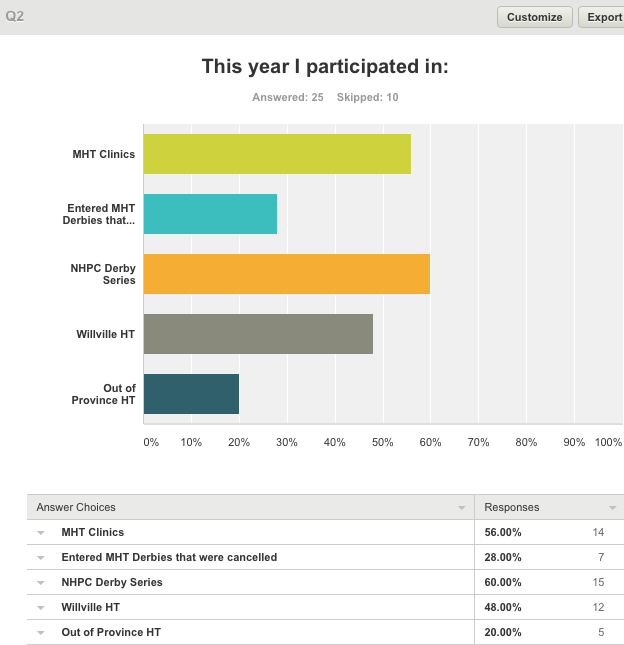 Q2
Customize
Export
This year I participated in:
Answered: 25 Skipped: 10
MHT Clinics
Entered MHT
Derbies that...
NHPC Derby
Series
Willville HT
Out of
Province HT
0% 10% 20% 30% 40% 50% 60% 70% 80% 90% 100%
Answer Choices Responses
MHT Clinics 56.00% 14
Entered MHT Derbies that were cancelled 28.00% 7
NHPC Derby Series 60.00% 15
Willville HT 48.00% 12
Out of Province HT 20.00% 5